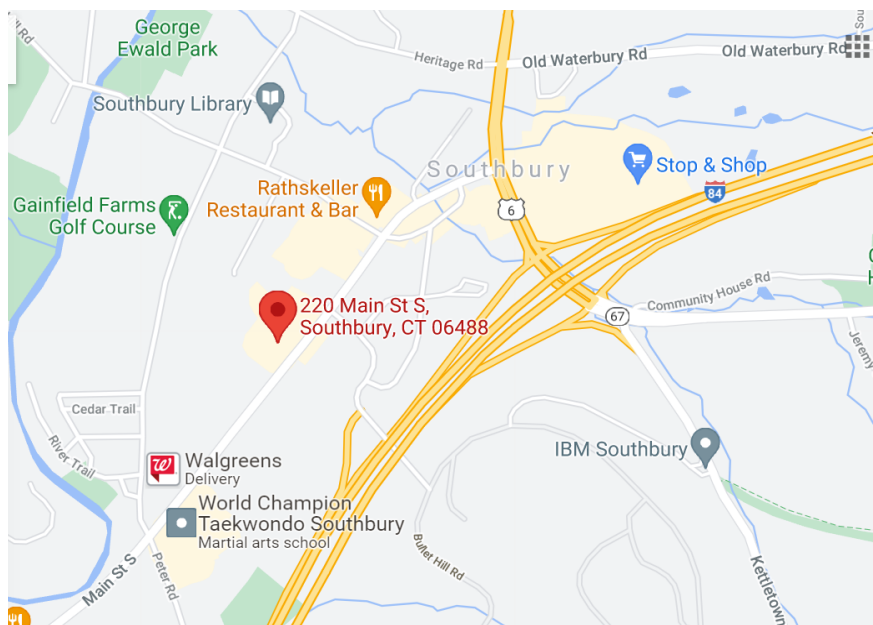 George
Ewald Park
Hill Rd
Heritage Rd
Old Waterbury Rd
Old Waterbury Rd
Southbury Library
Southbury
Stop & Shop
Rathskeller
Restaurant & Bar
84
6
Gainfield Farms
Golf Course
220 Main St S,
Southbury, CT 06488
Community House Rd
67
Jeremy
Cedar Trail
River Trail
IBM Southbury
Walgreens
Delivery
World Champion
Taekwondo Southbury
Martial arts school
Bullet Hill Rd
Main St S
Peter Rd
Kettletown